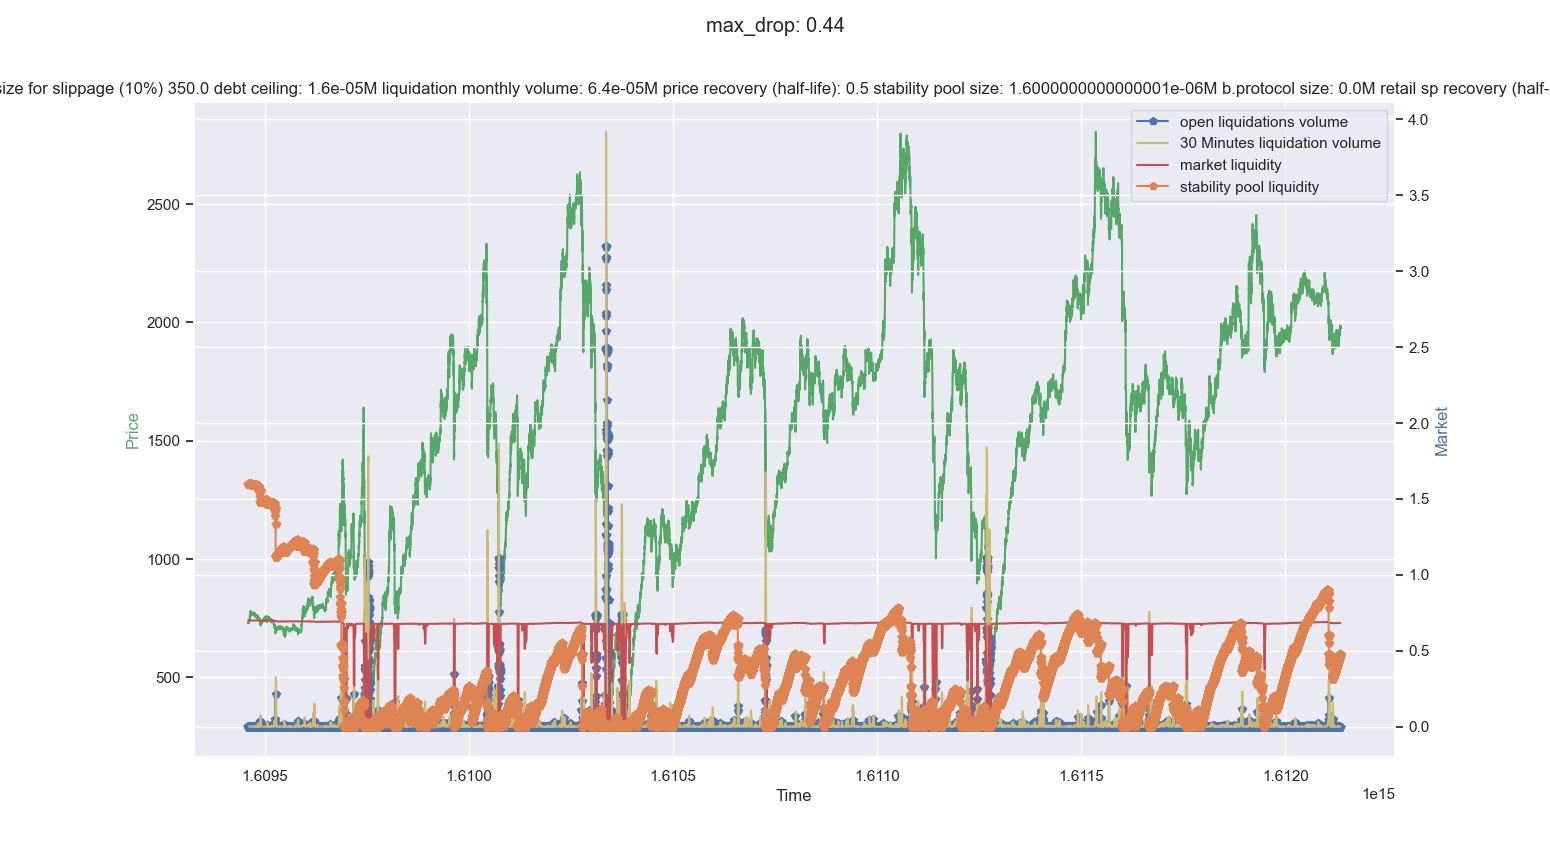 max_drop: 0.44
size for slippage (10%) 350.0 debt ceiling: 1.6e-05M liquidation monthly volume: 6.4e-05M price recovery (half-life): 0.5 stability pool size: 1.6000000000000001e-06M b.protocol size: 0.0M retail sp recovery (half-
open liquidations volume
30 Minutes liquidation volume
market liquidity
stability pool liquidity
2500
2000
1500
1000
500
Price
4.0
3.5
3.0
2.5
2.0
1.5
1.0
0.5
0.0
Market
1.6095
1.6100
1.6105
1.6110
1.6115
1.6120
1e15
Time